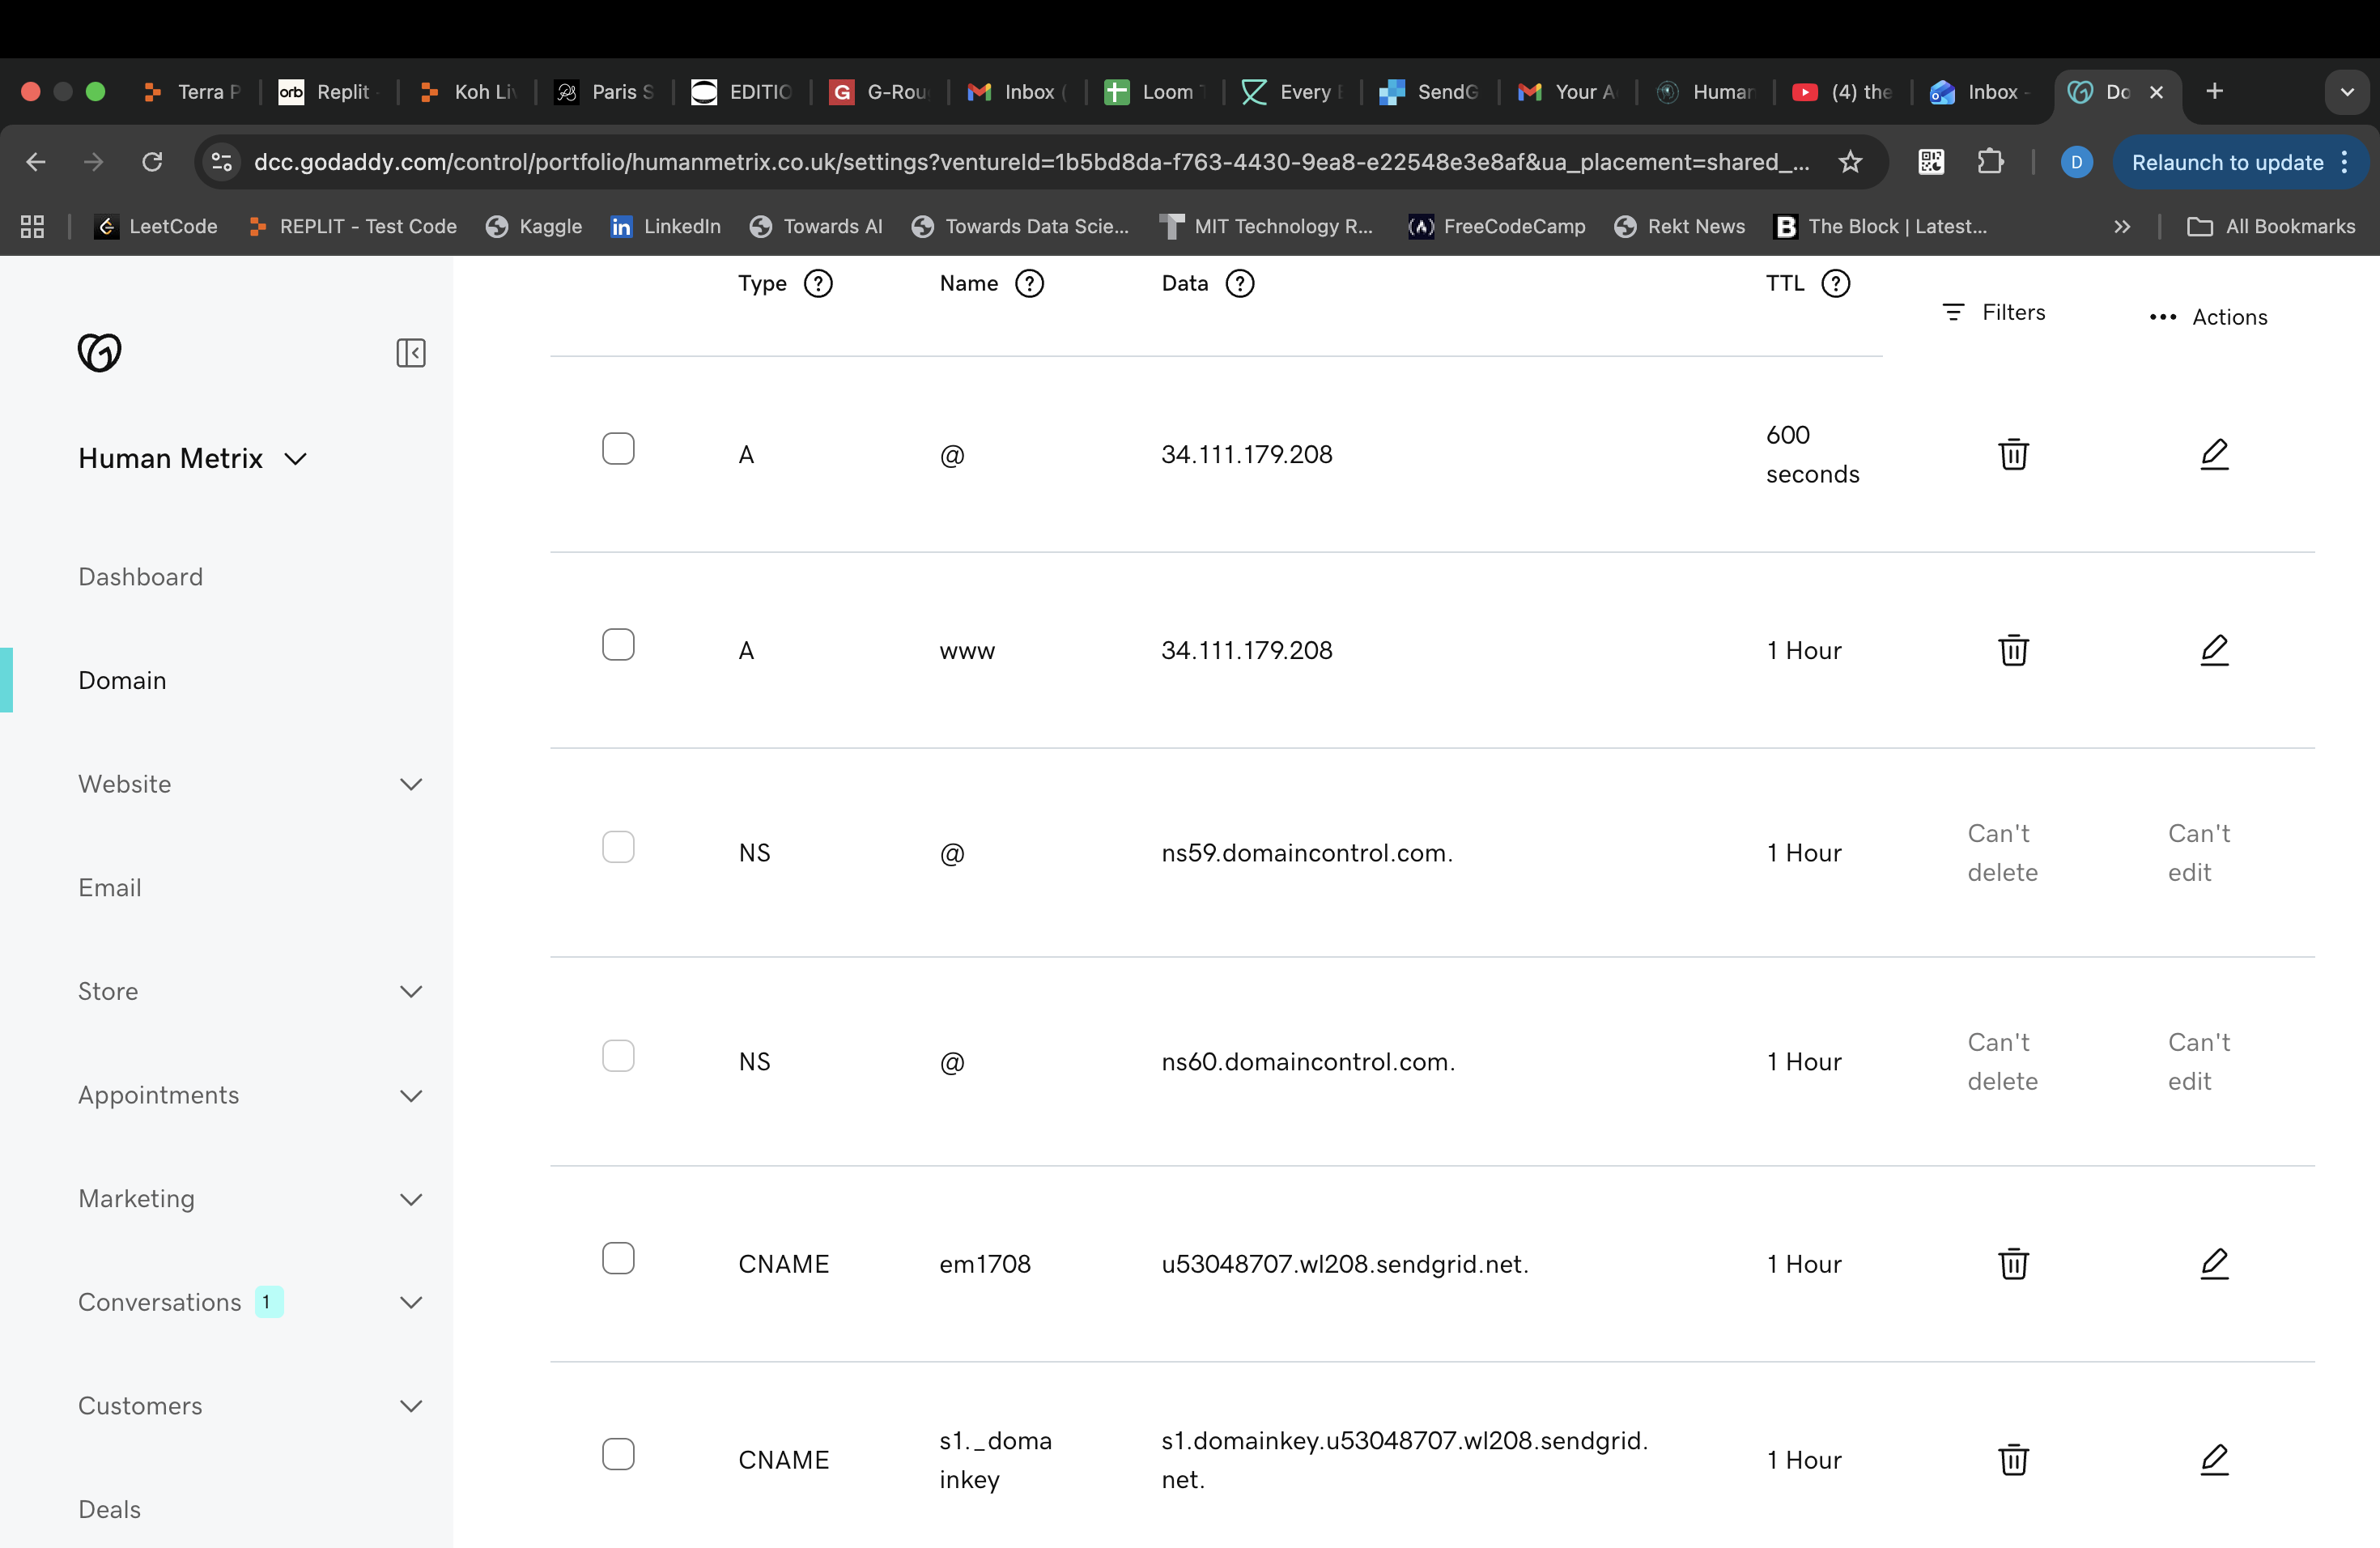 Terra P
orb Replit
Koh Liv
Paris S
EDITIO
G G-Rou
Inbox (
Loom T
Every
SendG
Your A
Human
(4) the
Inbox -
Do
dcc.godaddy.com/control/portfolio/humanmetrix.co.uk/settings?ventureId=1b5bd8da-f763-4430-9ea8-e22548e3e8af&ua_placement=shared_...
D
Relaunch to update
LeetCode
REPLIT - Test Code
Kaggle
in LinkedIn
Towards AI
Towards Data Scie...
MIT Technology R...
FreeCodeCamp
Rekt News
B The Block | Latest...
All Bookmarks
Human Metrix
Dashboard
Domain
Website
Email
Store
Appointments
Marketing
Conversations 1
Customers
Deals
Type ? Name ? Data ? TTL ?
Filters
Actions
A @ 34.111.179.208 600 seconds
A www 34.111.179.208 1 Hour
NS @ ns59.domaincontrol.com. 1 Hour Can't delete Can't edit
NS @ ns60.domaincontrol.com. 1 Hour Can't delete Can't edit
CNAME em1708 u53048707.wl208.sendgrid.net. 1 Hour
CNAME s1._domainkey s1.domainkey.u53048707.wl208.sendgrid.net. 1 Hour